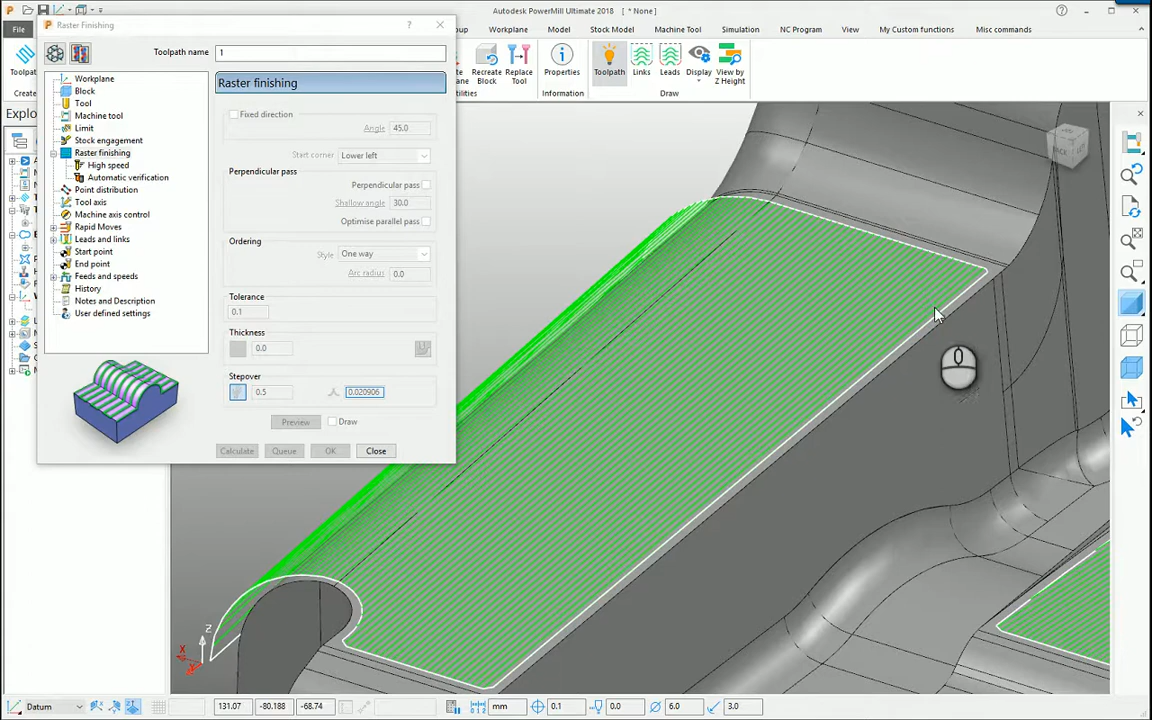 Autodesk PowerMill Ultimate 2018 [ * None ]
File
Workplane
Model
Stock Model
Machine Tool
Simulation
NC Program
View
My Custom functions
Misc commands
Raster Finishing
?
Toolpath name
1
Workplane
Block
Tool
Machine tool
Limit
Stock engagement
Raster finishing
High speed
Automatic verification
Point distribution
Tool axis
Machine axis control
Rapid Moves
Leads and links
Start point
End point
Feeds and speeds
History
Notes and Description
User defined settings
Raster finishing
Fixed direction
Angle 45.0
Start corner Lower left
Perpendicular pass
Perpendicular pass
Shallow angle 30.0
Optimise parallel pass
Ordering
Style One way
Arc radius 0.0
Tolerance
0.1
Thickness
0.0
Stepover
0.5 0.020906
Preview Draw
Calculate Queue OK Close
Recreate
Block
Replace
Tool
Properties
Information
Toolpath
Links
Leads
Display
View by
Z Height
Draw
Z
X
Datum
131.07 -80.188 -68.74
mm 0.1 0.0 6.0 3.0